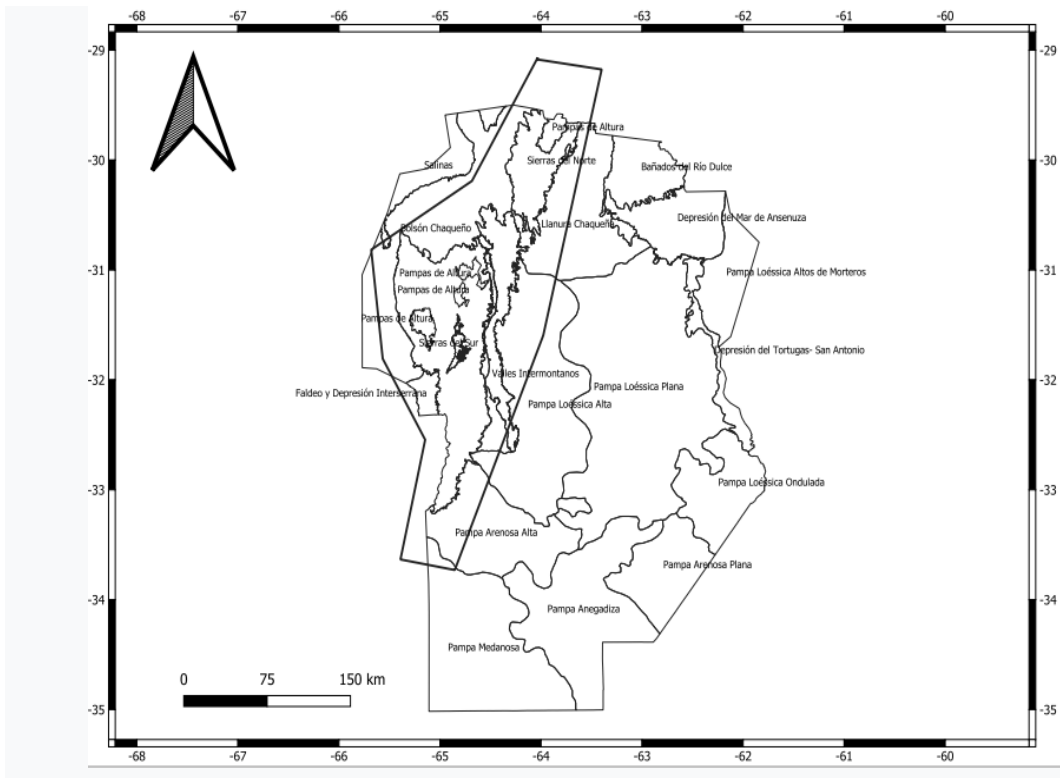 -68 -67 -66 -65 -64 -63 -62 -61 -60
-29 -29
Pampas de Altura
-30 -30
Salinas
Sierras del Norte
Bañados del Río Dulce
Depresión del Mar de Ansenuza
Bolsón Chaqueño
Llanura Chaqueña
-31 -31
Pampas de Altura
Pampa Loéssica Altos de Morteros
Pampas de Altura
Pampas de Altura
Sierras del Sur
Depresión del Tortugas- San Antonio
Valles Intermontanos
-32 -32
Pampa Loéssica Plana
Faldeo y Depresión Interserrana
Pampa Loéssica Alta
Pampa Loéssica Ondulada
-33 -33
Pampa Arenosa Alta
Pampa Arenosa Plana
-34 -34
Pampa Anegadiza
Pampa Medanosa
0 75 150 km
-35 -35
-68 -67 -66 -65 -64 -63 -62 -61 -60